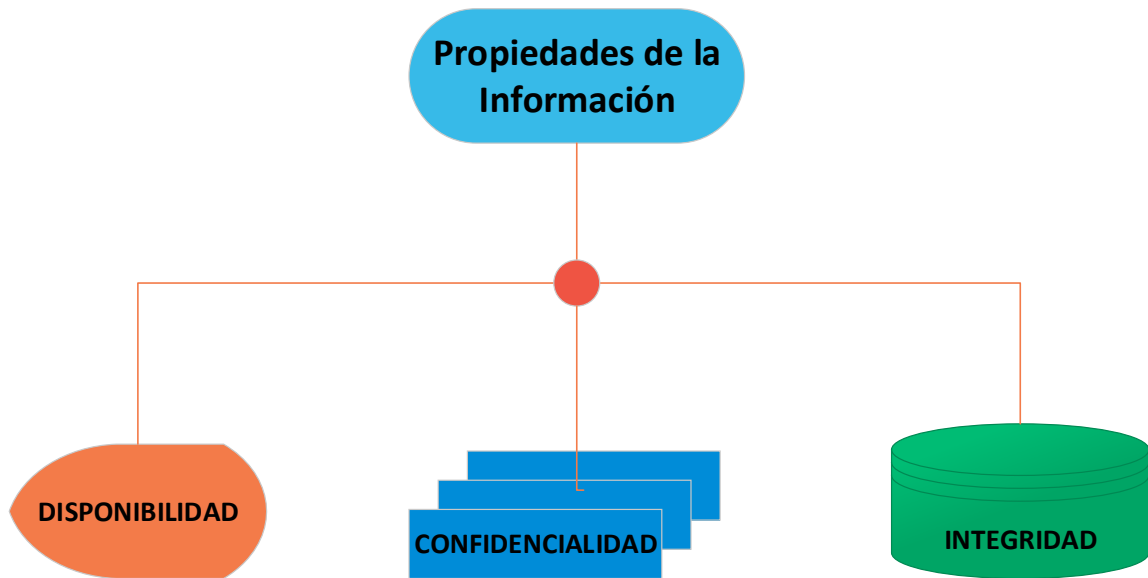 Propiedades de la
Información
DISPONIBILIDAD
CONFIDENCIALIDAD
INTEGRIDAD